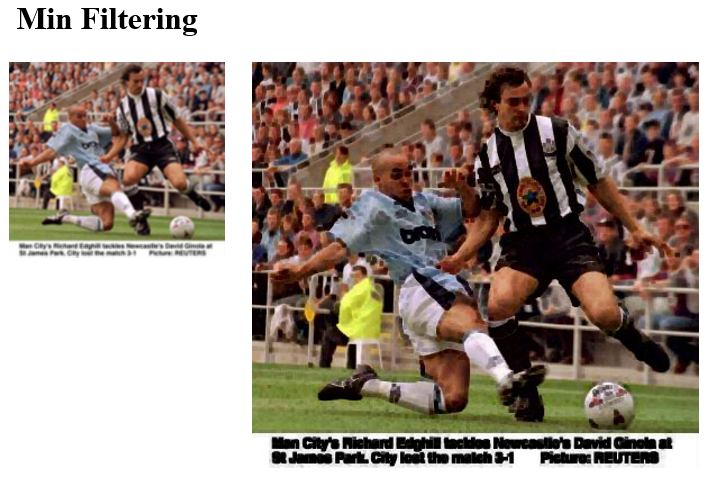 Min Filtering
Man City's Richard Edghill tackles Newcastle's David Ginola at
St James Park. City lost the match 3-1 Picture: REUTERS
Man City's Richard Edghill tackles Newcastle's David Ginola at
St James Park. City lost the match 3-1 Picture: REUTERS